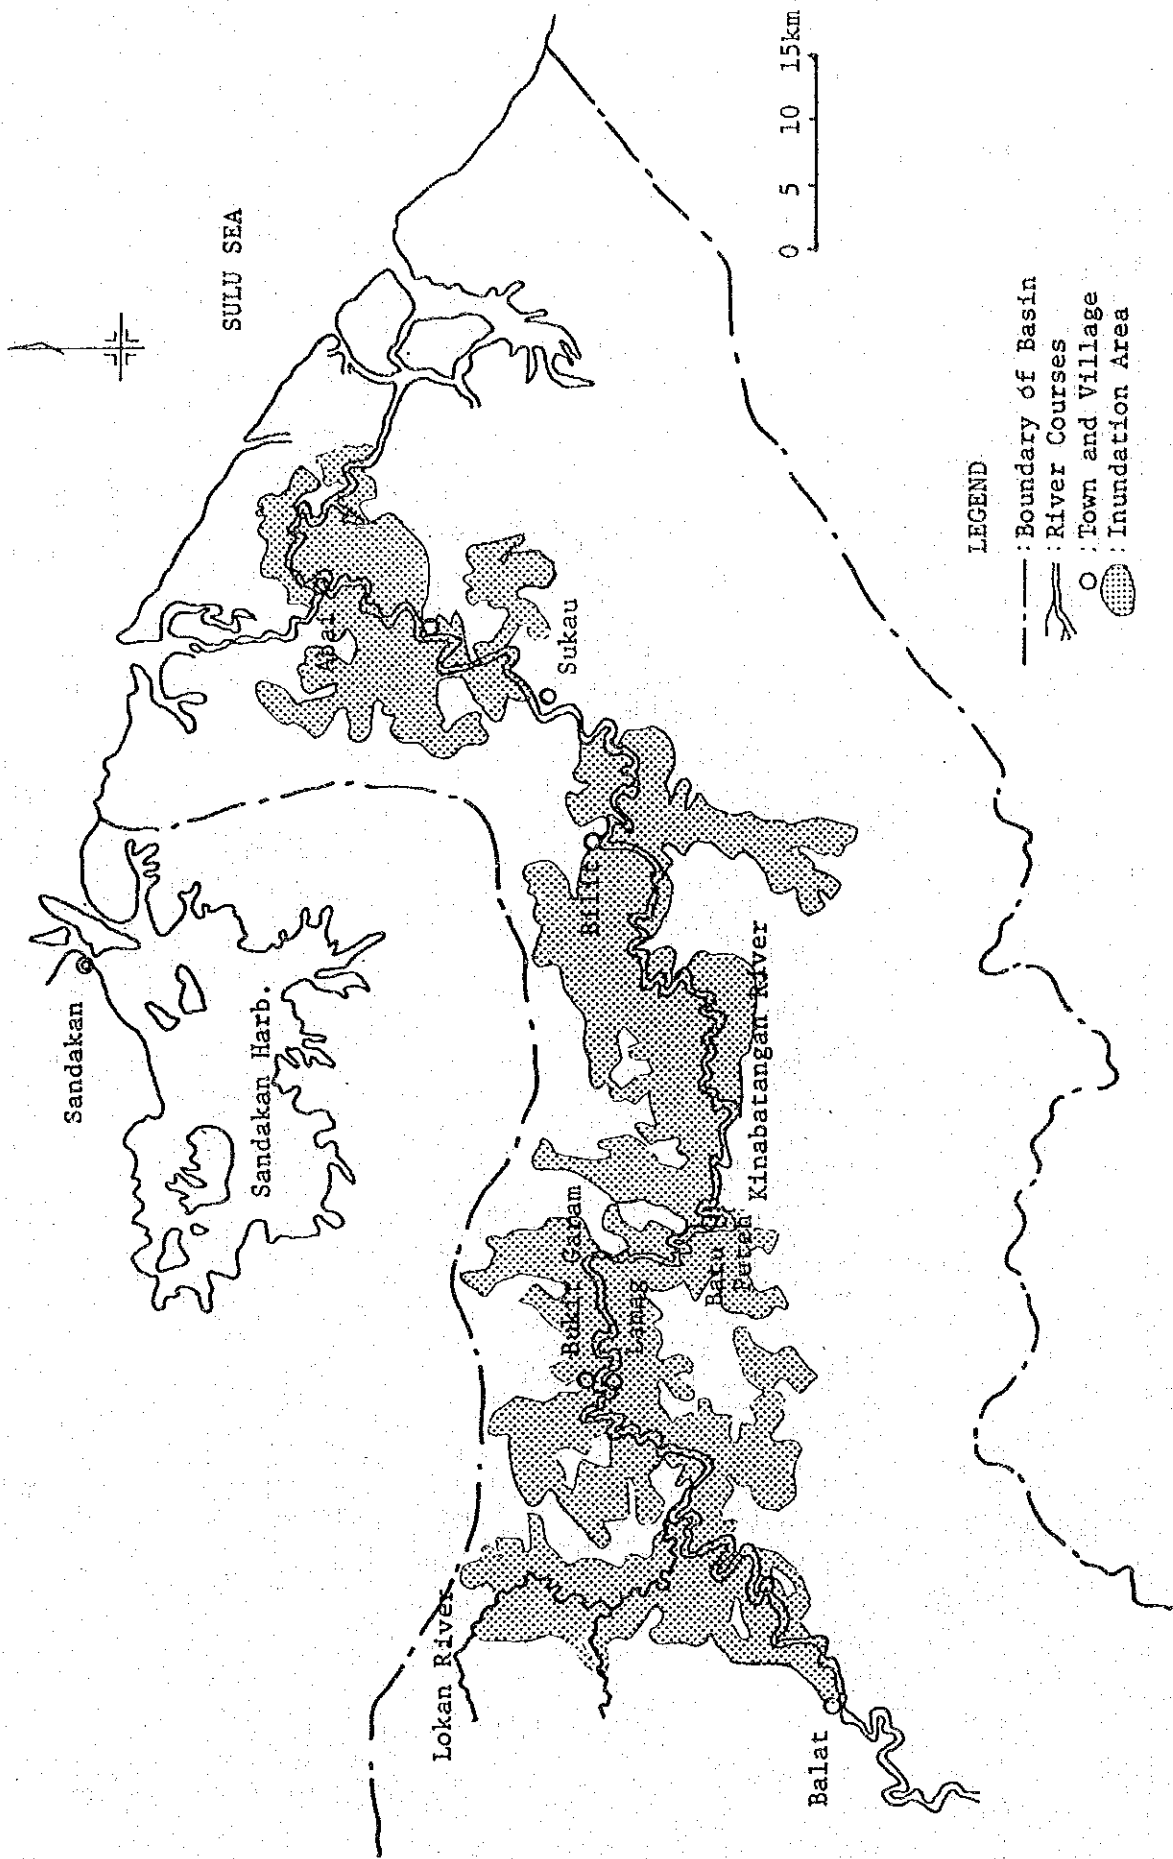 SULU SEA
Sandakan
Sandakan Harb.
Abai
Sukau
Bilit
Kinabatangan River
Bukit Garam
Lamag
Batu
Puteh
Lokan River
Balat
0 5 10 15km
LEGEND
: Boundary of Basin
: River Courses
: Town and Village
: Inundation Area